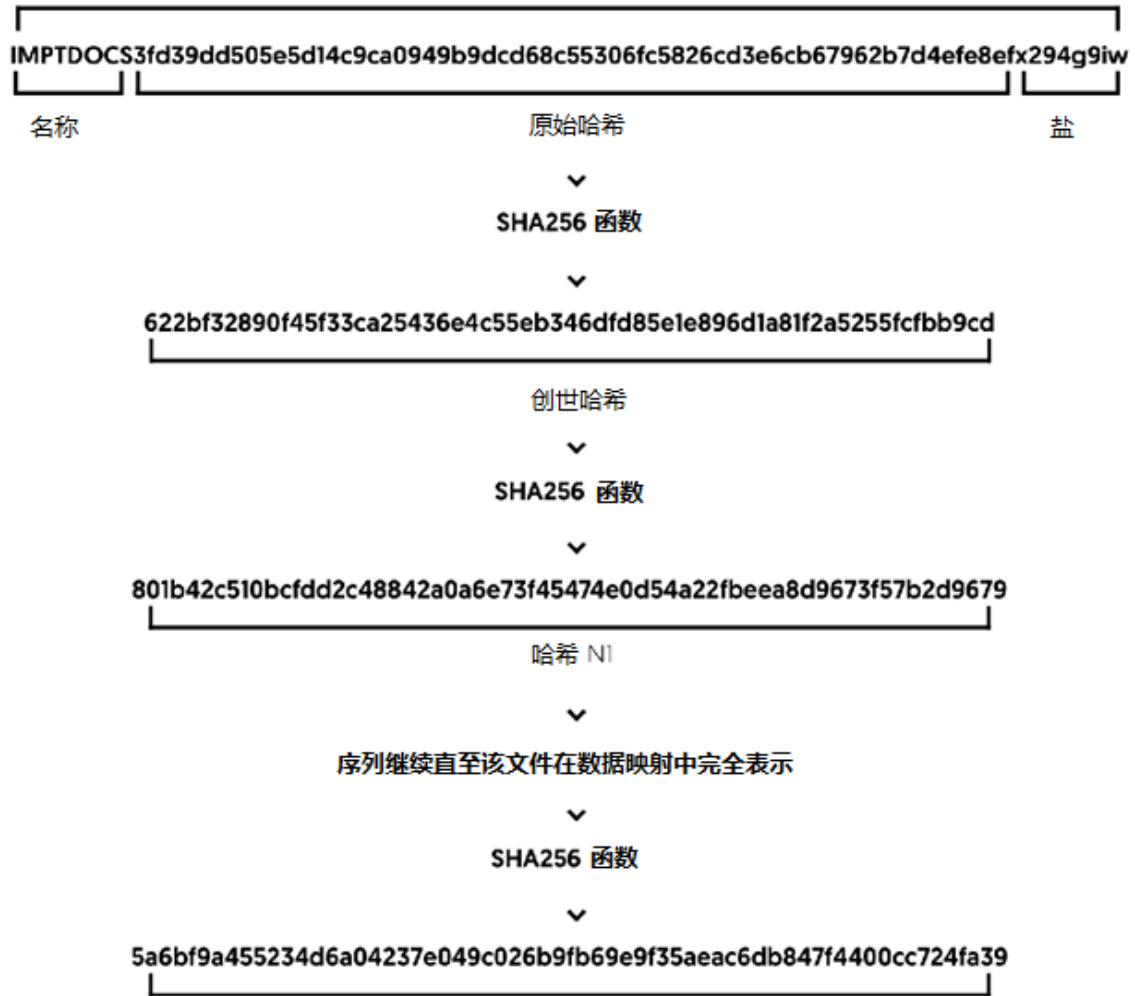 IMPTDOCS3fd39dd505e5d14c9ca0949b9dcd68c55306fc5826cd3e6cb67962b7d4efe8efx294g9iw
名称 原始哈希 盐
SHA256 函数
622bf32890f45f33ca25436e4c55eb346dfd85e1e896d1a81f2a5255fcfbb9cd
创世哈希
SHA256 函数
801b42c510bcfdd2c48842a0a6e73f45474e0d54a22fbeea8d9673f57b2d9679
哈希 N1
序列继续直至该文件在数据映射中完全表示
SHA256 函数
5a6bf9a455234d6a04237e049c026b9fb69e9f35aeac6db847f4400cc724fa39